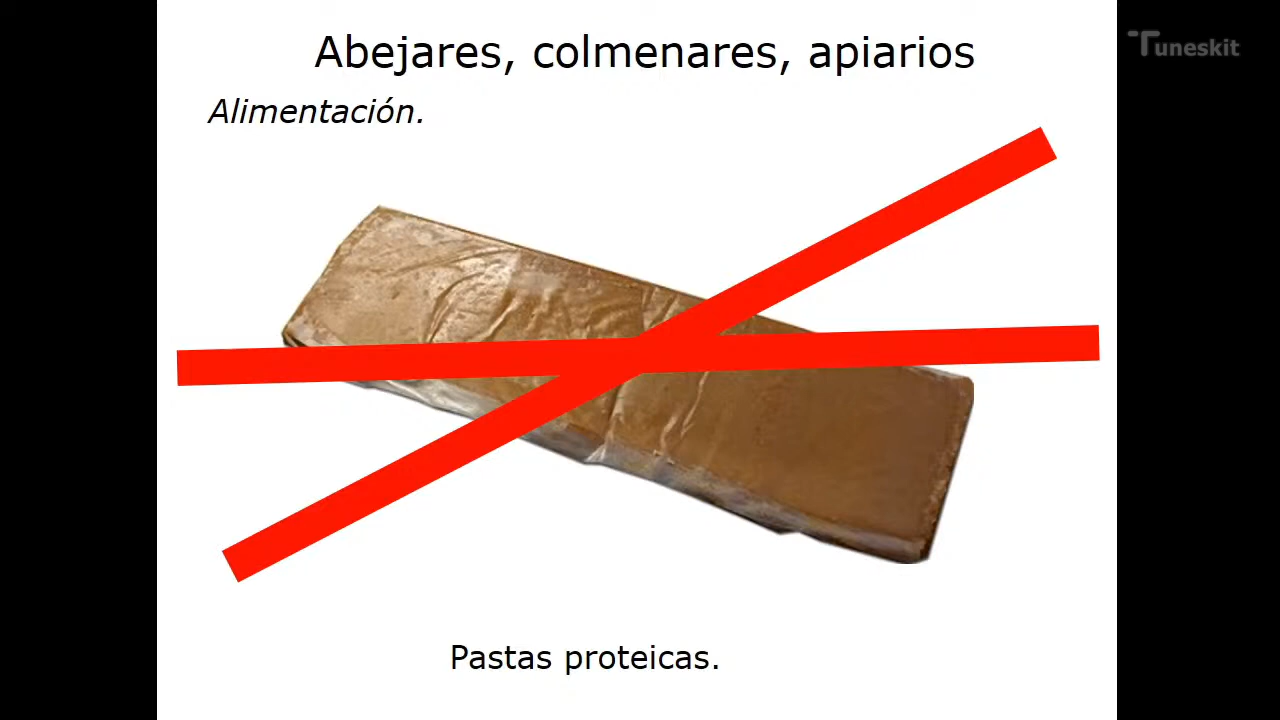 Abejares, colmenares, apiarios
Tuneskit
Alimentación.
Pastas proteicas.